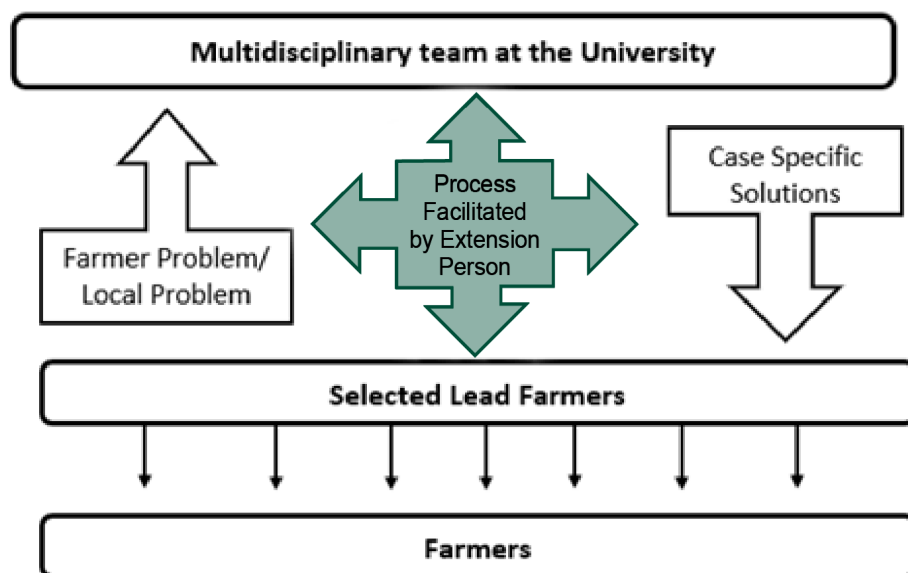 Multidisciplinary team at the University
Farmer Problem/
Local Problem
Process
Facilitated
by Extension
Person
Case Specific
Solutions
Selected Lead Farmers
Farmers